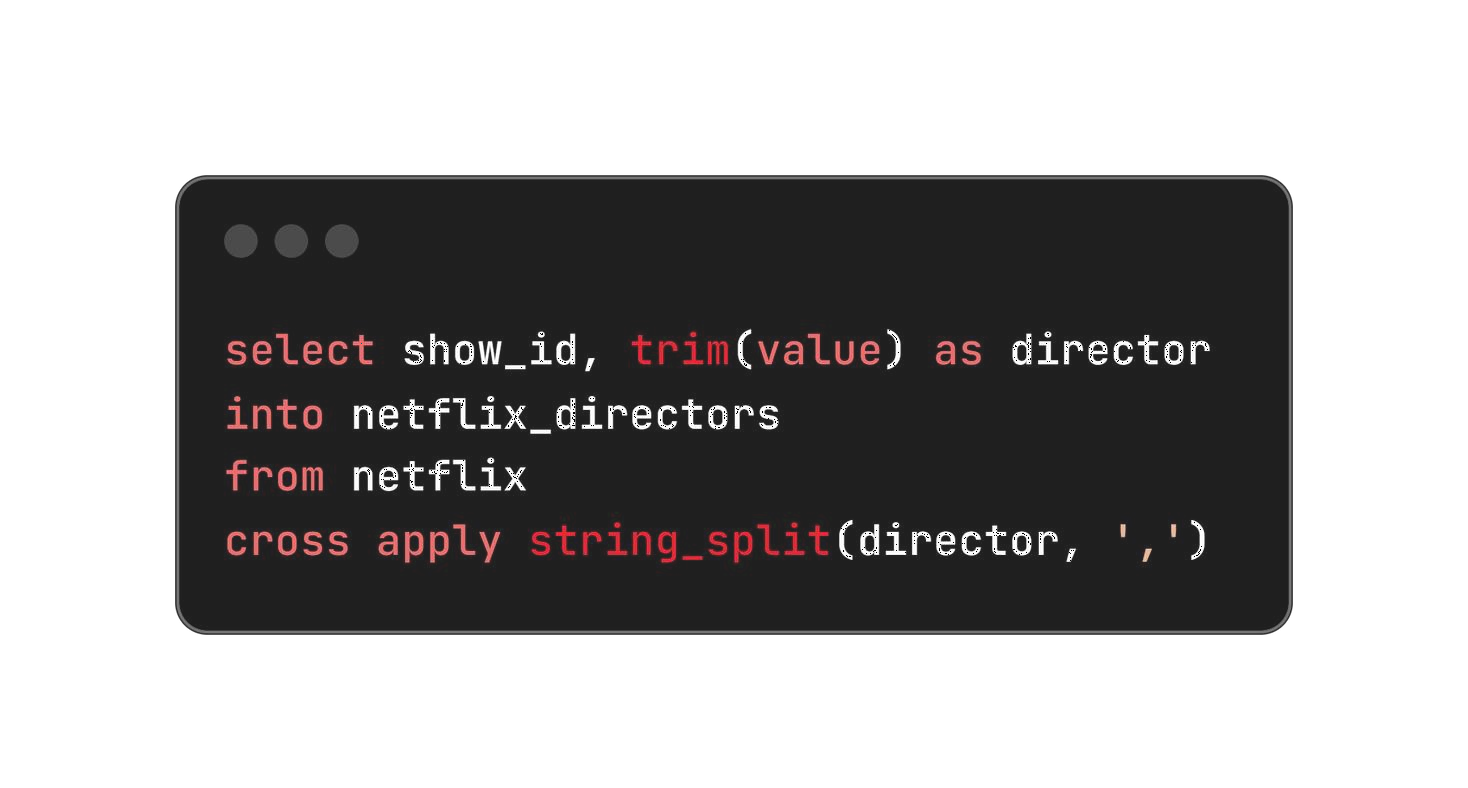 select show_id, trim(value) as director
into netflix_directors
from netflix
cross apply string_split(director, ',')